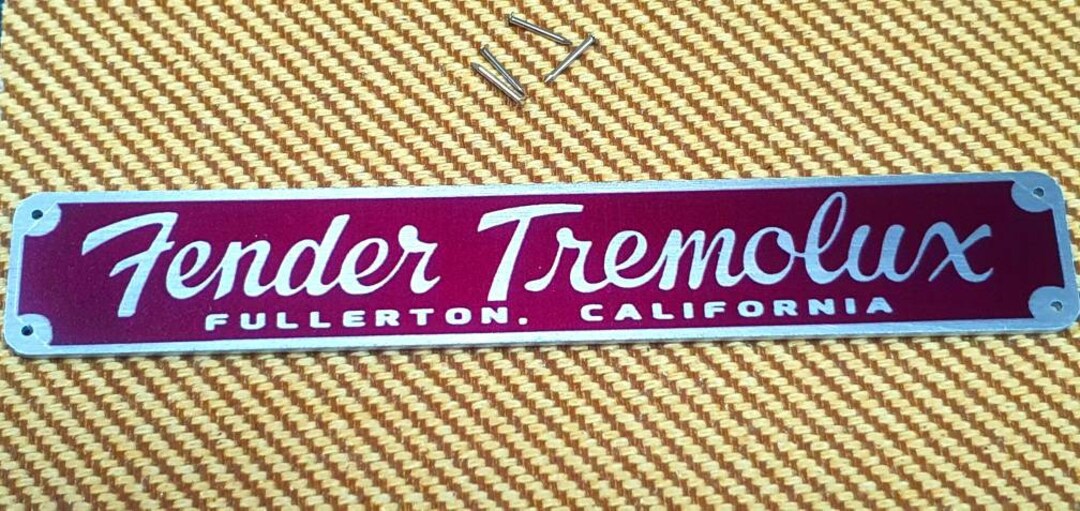 Fender Tremolux
FULLERTON. CALIFORNIA